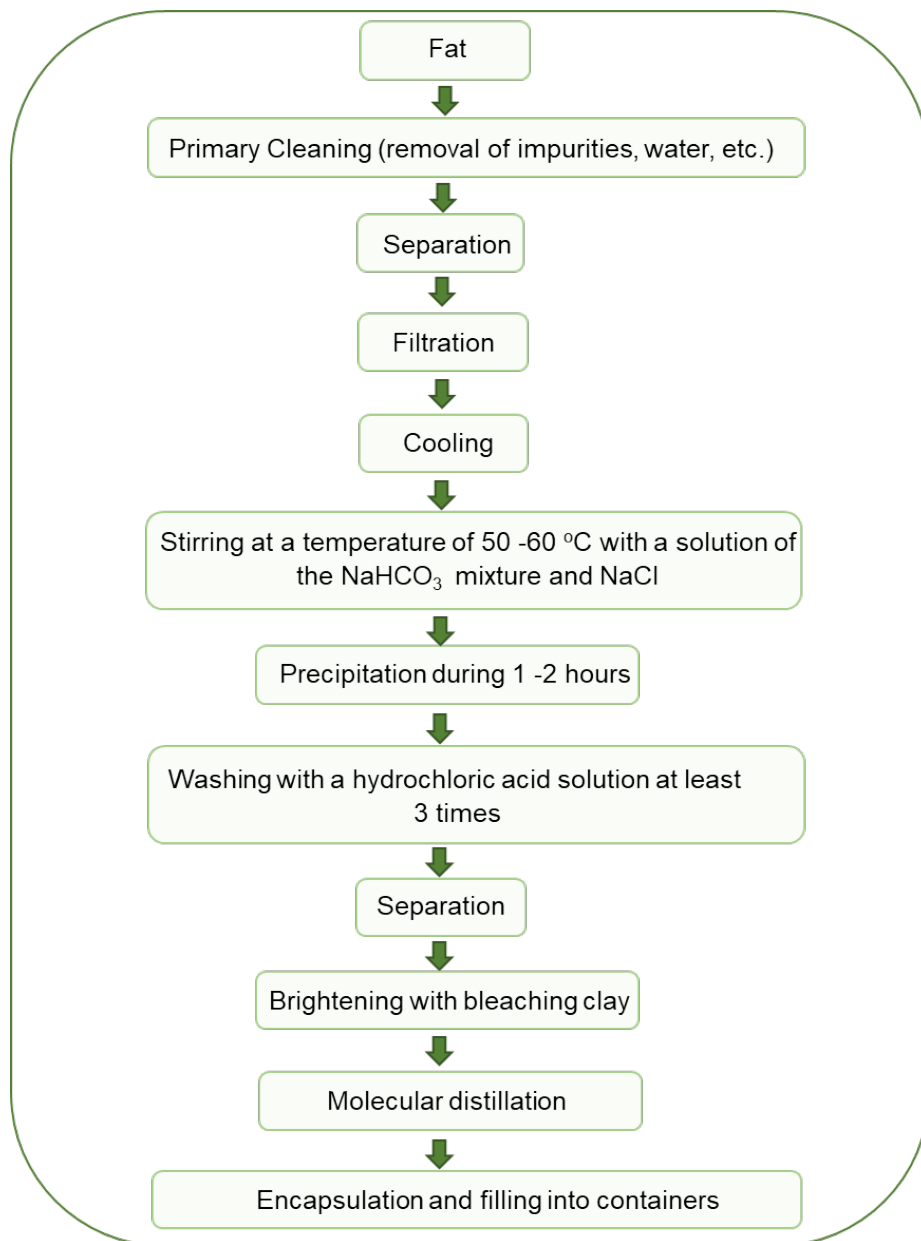 Fat
Primary Cleaning (removal of impurities, water, etc.)
Separation
Filtration
Cooling
Stirring at a temperature of 50 -60 ᵒC with a solution of
the NaHCO₃ mixture and NaCl
Precipitation during 1 -2 hours
Washing with a hydrochloric acid solution at least
3 times
Separation
Brightening with bleaching clay
Molecular distillation
Encapsulation and filling into containers